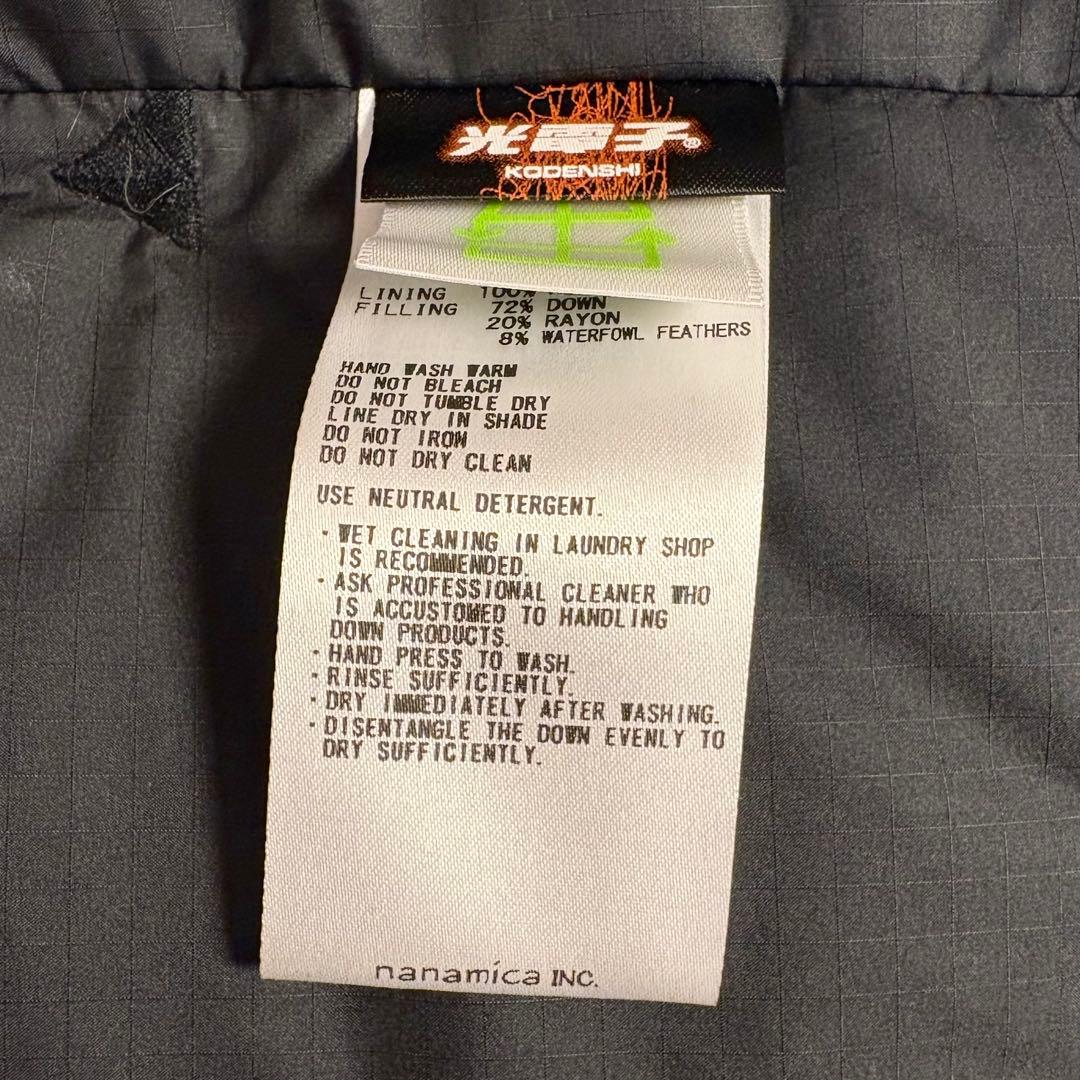 光電子®
KODENSHI
LINING 100%
FILLING 72% DOWN
20% RAYON
8% WATERFOWL FEATHERS
HAND WASH WARM
DO NOT BLEACH
DO NOT TUMBLE DRY
LINE DRY IN SHADE
DO NOT IRON
DO NOT DRY CLEAN
USE NEUTRAL DETERGENT.
・WET CLEANING IN LAUNDRY SHOP
IS RECOMMENDED.
・ASK PROFESSIONAL CLEANER WHO
IS ACCUSTOMED TO HANDLING
DOWN PRODUCTS.
・HAND PRESS TO WASH.
・RINSE SUFFICIENTLY.
・DRY IMMEDIATELY AFTER WASHING.
・DISENTANGLE THE DOWN EVENLY TO
DRY SUFFICIENTLY.
nanamica INC.